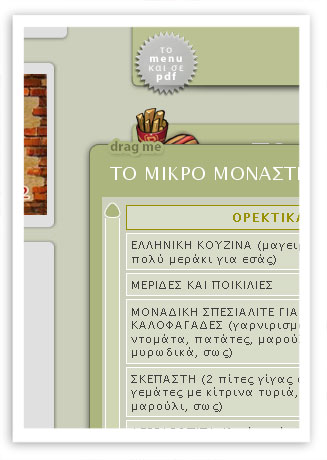 ΤΟ
menu
ΚΑΙ ΣΕ
pdf
drag me
ΤΟ ΜΙΚΡΟ ΜΟΝΑΣΤ
ΟΡΕΚΤΙΚΑ
ΕΛΛΗΝΙΚΗ ΚΟΥΖΙΝΑ (μαγει
πολύ μεράκι για εσάς)
ΜΕΡΙΔΕΣ ΚΑΙ ΠΟΙΚΙΛΙΕΣ
ΜΟΝΑΔΙΚΗ ΣΠΕΣΙΑΛΙΤΕ ΓΙΑ
ΚΑΛΟΦΑΓΑΔΕΣ (γαρνιρισμ
ντομάτα, πατάτες, μαρού
μυρωδικά, σως)
ΣΚΕΠΑΣΤΗ (2 πίτες γίγας
γεμάτες με κίτρινα τυριά,
μαρούλι, σως)